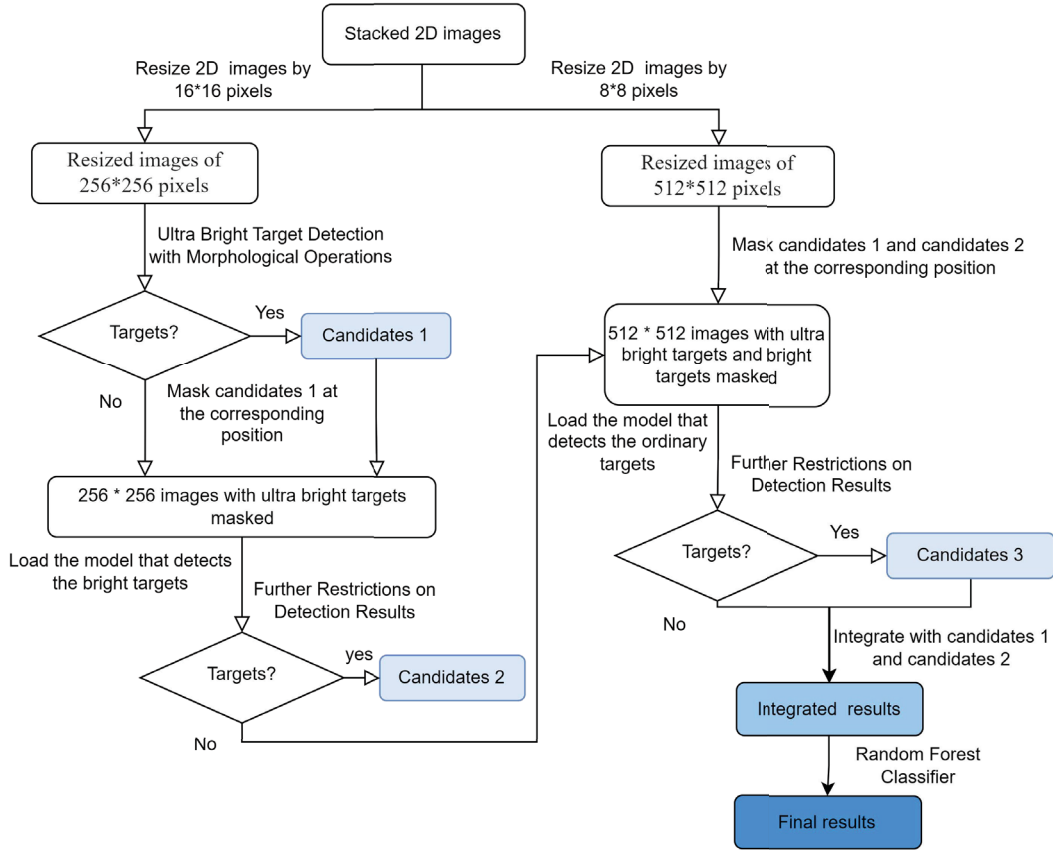 Stacked 2D images
Resize 2D images by
16*16 pixels
Resize 2D images by
8*8 pixels
Resized images of
256*256 pixels
Resized images of
512*512 pixels
Ultra Bright Target Detection
with Morphological Operations
Mask candidates 1 and candidates 2
at the corresponding position
Targets?
Yes
Candidates 1
512 * 512 images with ultra
bright targets and bright
targets masked
No
Mask candidates 1 at
the corresponding
position
Load the model that
detects the ordinary
targets
Further Restrictions on
Detection Results
256 * 256 images with ultra bright targets
masked
Targets?
Yes
Candidates 3
Load the model that detects
the bright targets
Further Restrictions on
Detection Results
No
Integrate with candidates 1
and candidates 2
Targets?
yes
Candidates 2
No
Integrated results
Random Forest
Classifier
Final results